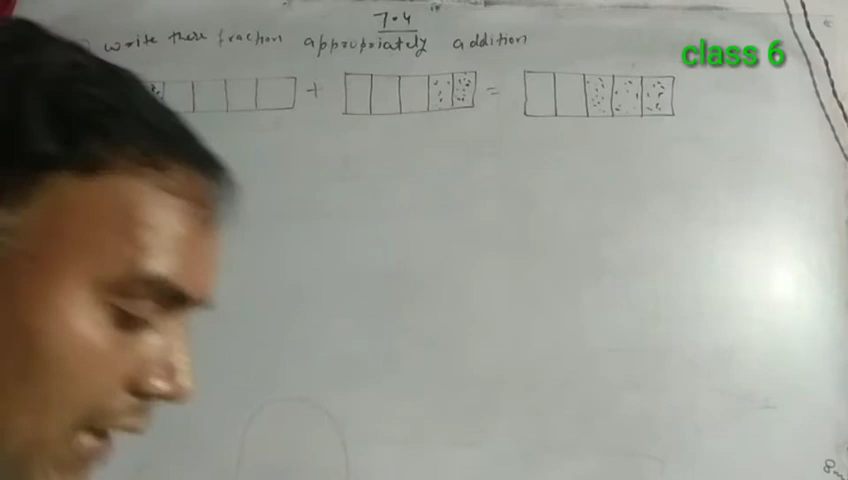 7.4
write these fraction appropriately addition
class 6
+ =